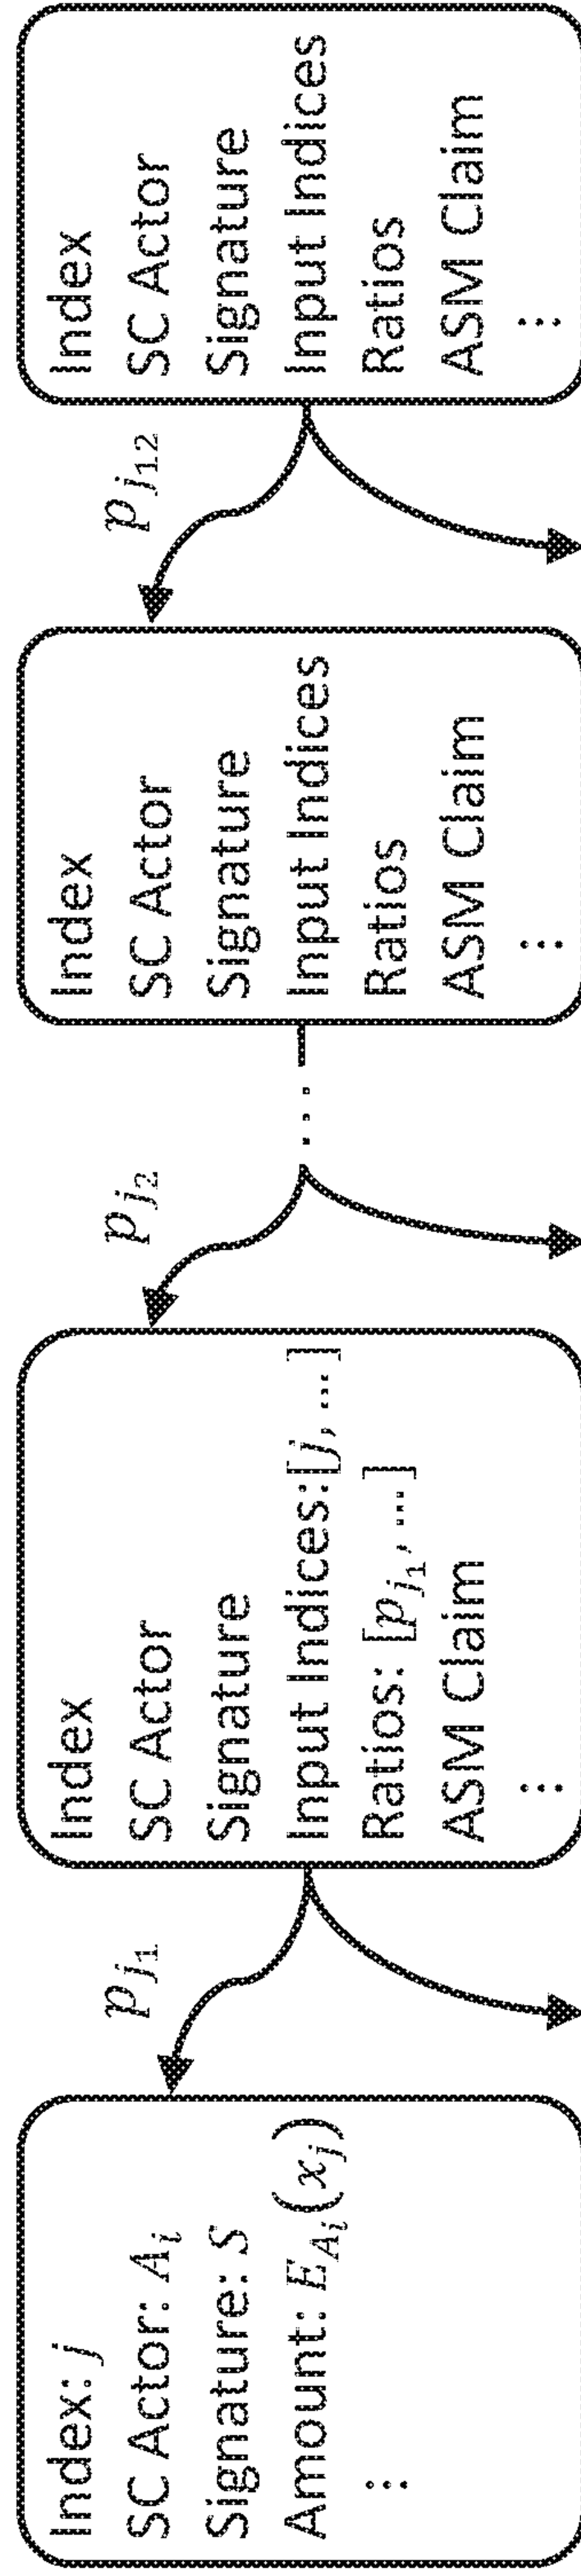 Index: j
SC Actor: A_i
Signature: S
Amount: E_{A_i}(x_j)
⋮
p_{j_1}
Index
SC Actor
Signature
Input Indices:[j, ...]
Ratios: [p_{j_1}, ...]
ASM Claim
⋮
p_{j_2}
...
Index
SC Actor
Signature
Input Indices
Ratios
ASM Claim
⋮
p_{j_{12}}
Index
SC Actor
Signature
Input Indices
Ratios
ASM Claim
⋮